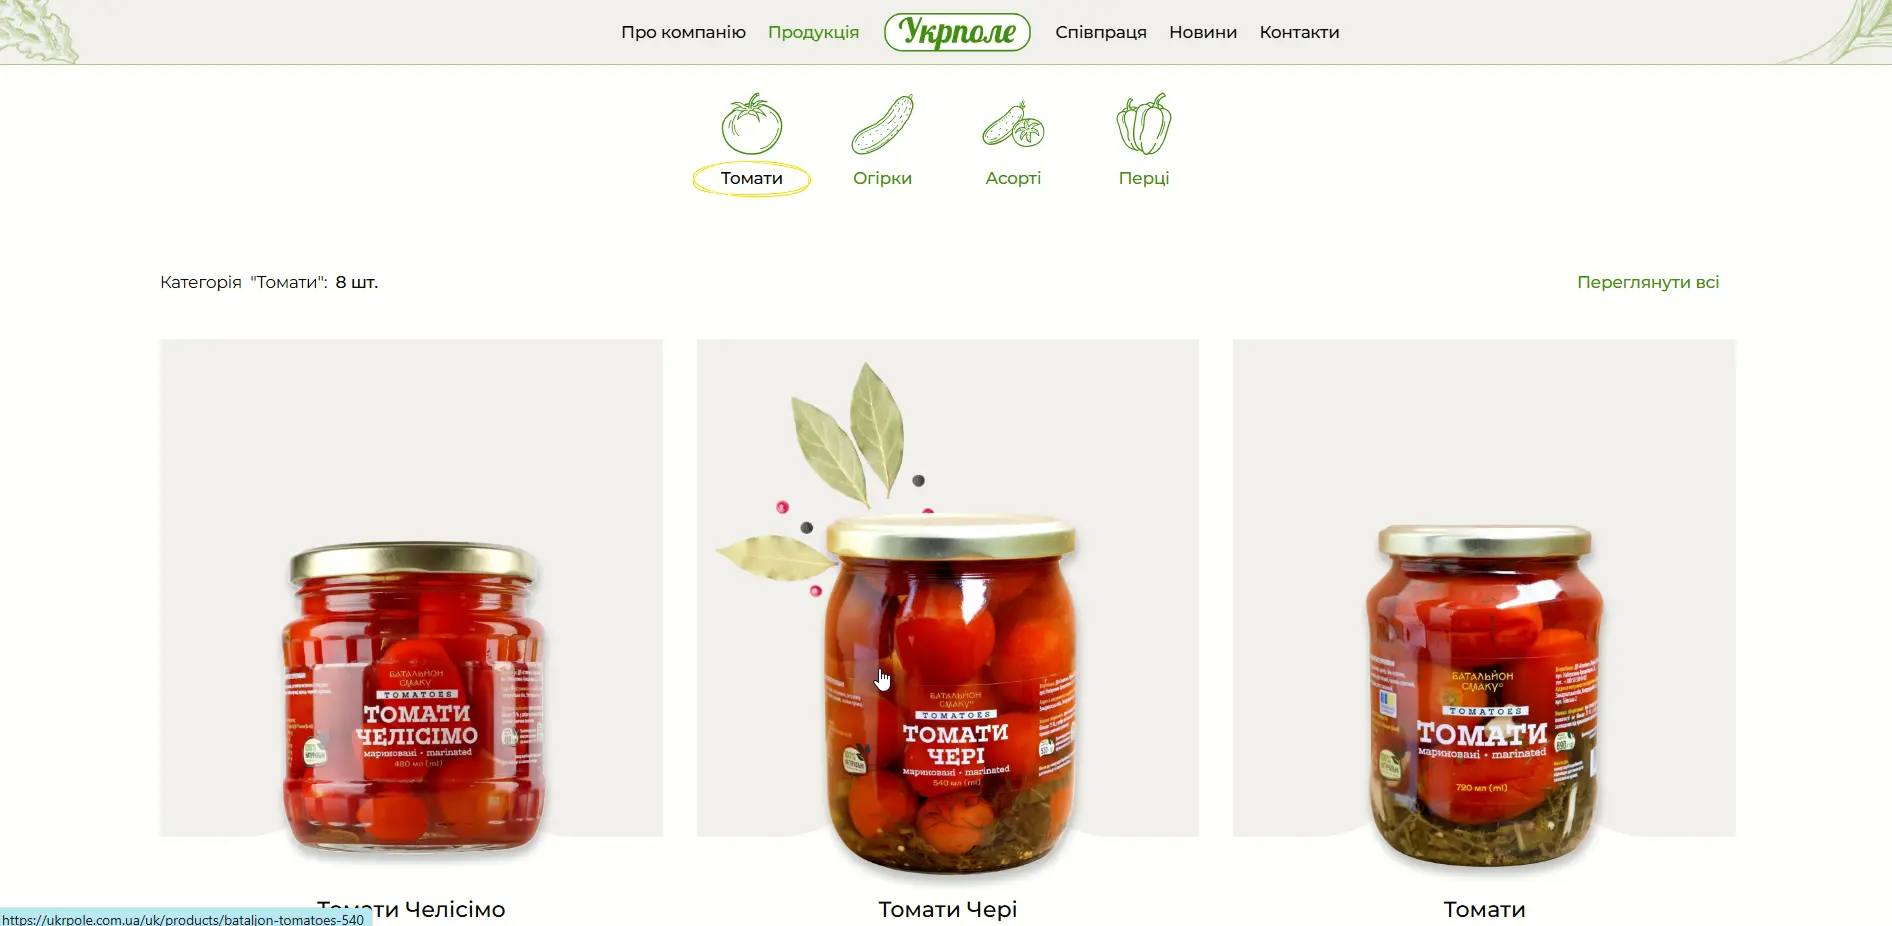 Про компанію Продукція Укрполе Співпраця Новини Контакти
Томати Огірки Асорті Перці
Категорія "Томати": 8 шт. Переглянути всі
БАТАЛЬЙОН
СМАКУ
TOMATOES
ТОМАТИ
ЧЕЛІСІМО
мариновані • marinated
480 мл (ml)
БАТАЛЬЙОН
СМАКУ
TOMATOES
ТОМАТИ
ЧЕРІ
мариновані • marinated
540 мл (ml)
БАТАЛЬЙОН
СМАКУ
TOMATOES
ТОМАТИ
мариновані • marinated
720 мл (ml)
Томати Челісімо
Томати Чері
Томати
https://ukrpole.com.ua/uk/products/bataljon-tomatoes-540